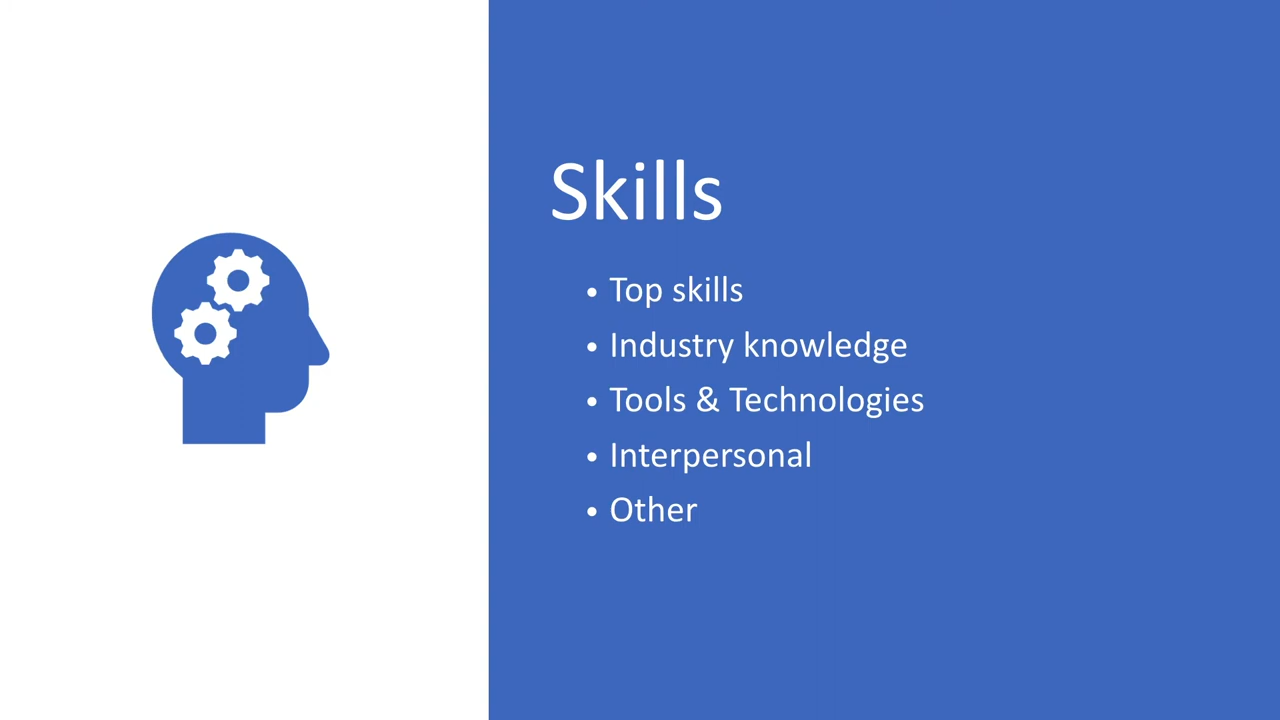 Skills
• Top skills
• Industry knowledge
• Tools & Technologies
• Interpersonal
• Other